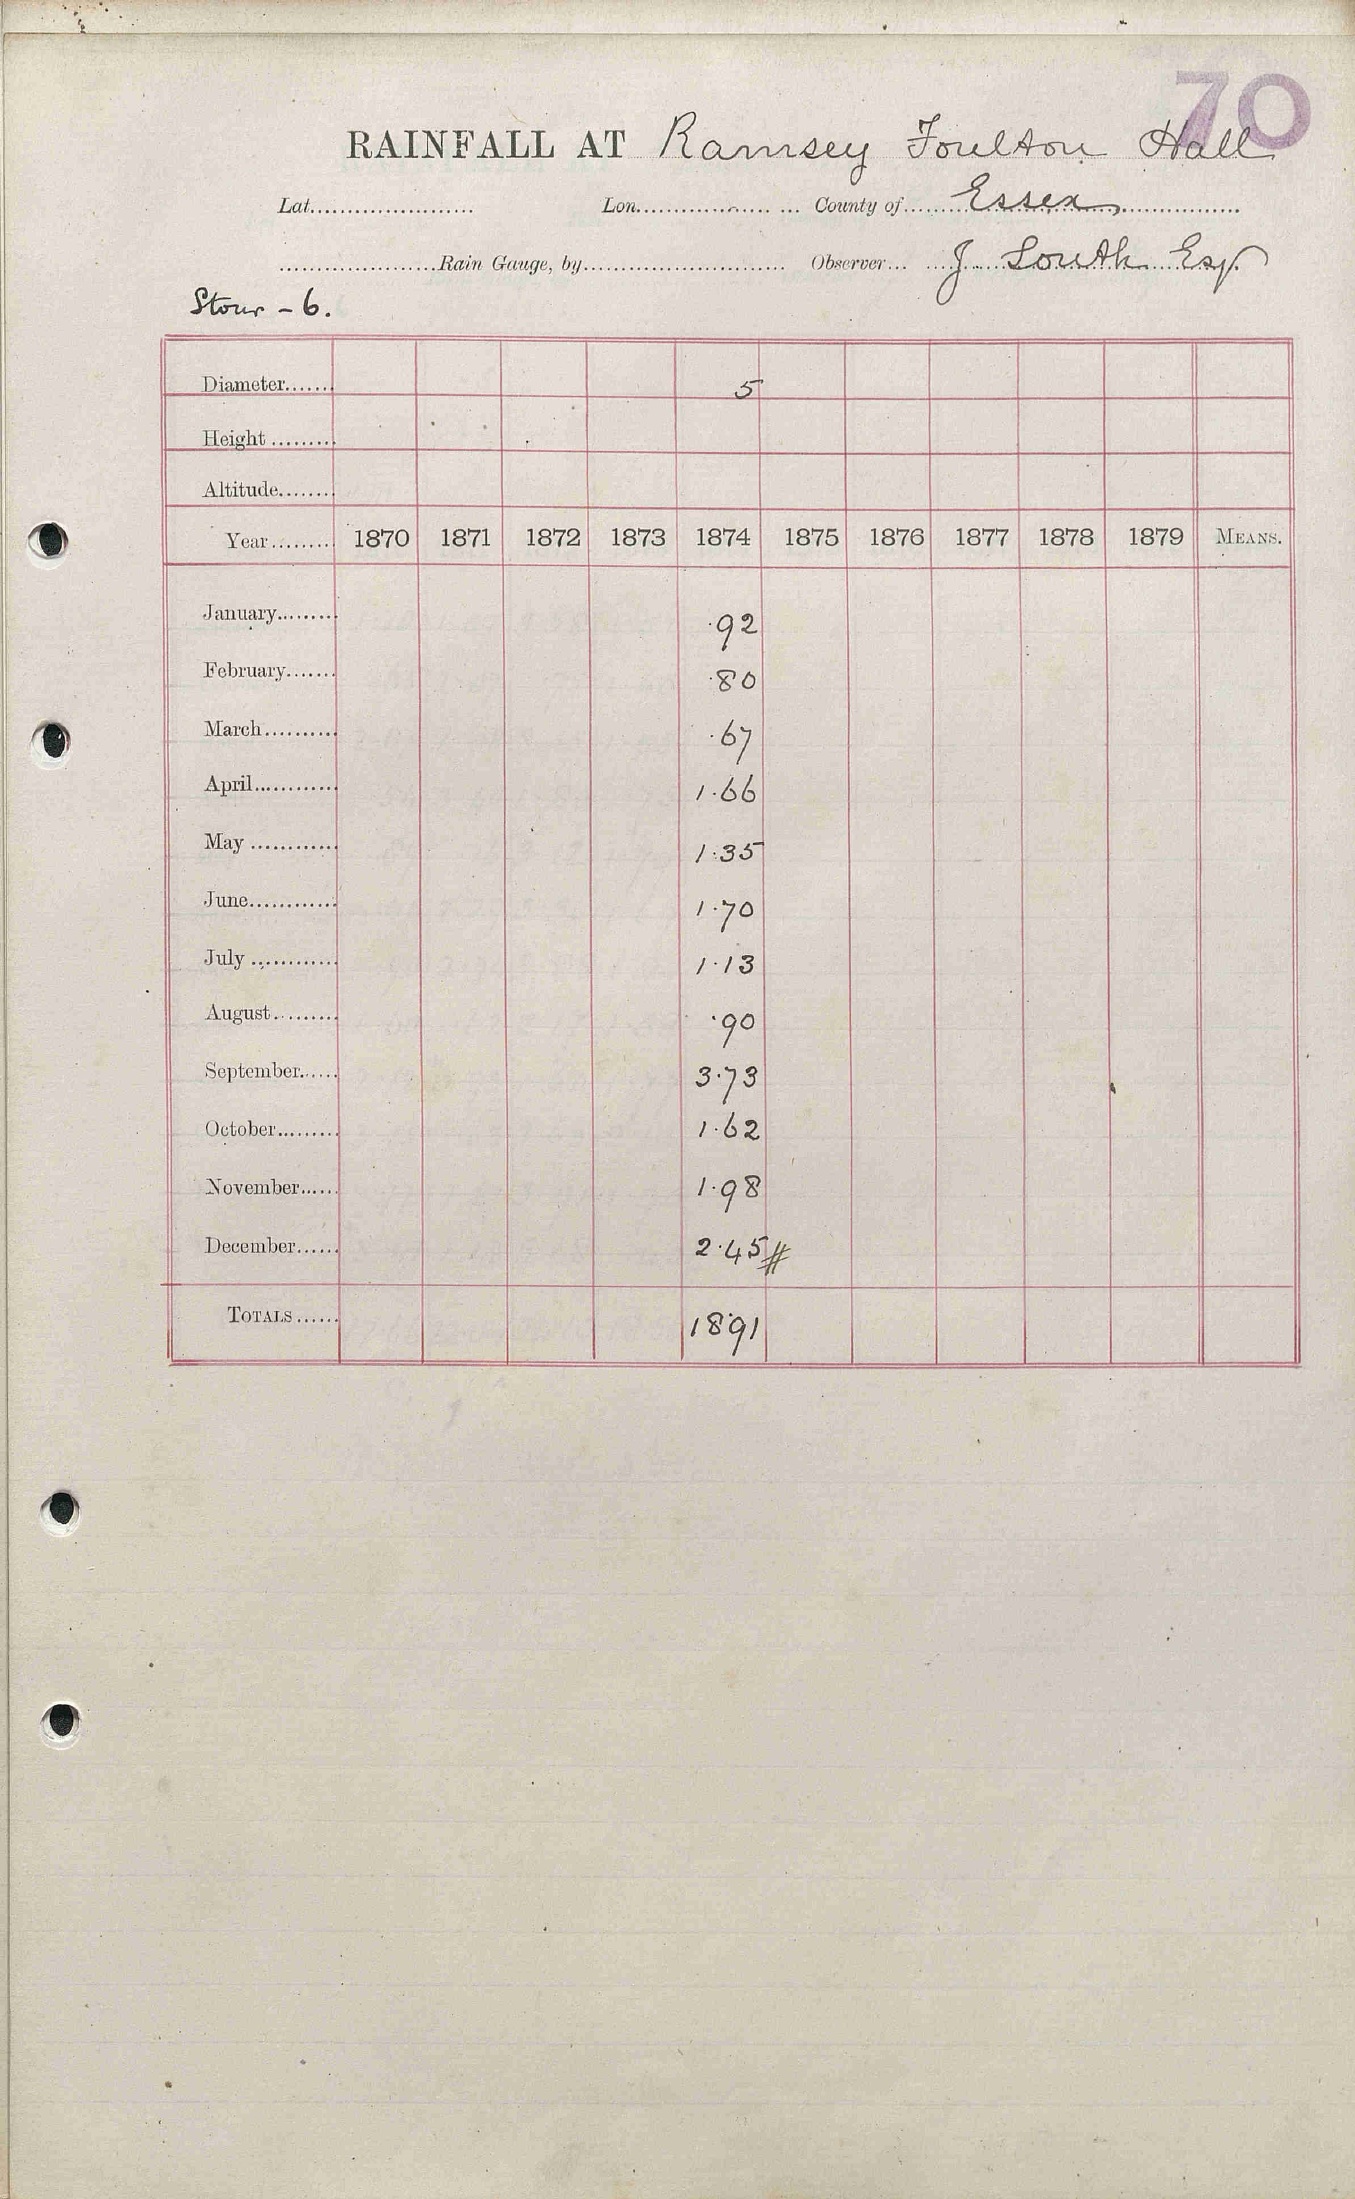 70
RAINFALL AT Ramsey Foulton Hall
Lat...................... Lon...................... County of Essex
Rain Gauge, by...................... Observer J. South Esq.
Stour - 6.
Diameter....... 5
Height.........
Altitude........
Year......... 1870 1871 1872 1873 1874 1875 1876 1877 1878 1879 MEANS.
January......... ·92
February....... ·80
March.......... ·67
April............ 1·66
May ............ 1·35
June............ 1·70
July ............ 1·13
August......... ·90
September...... 3·73
October......... 1·62
November...... 1·98
December...... 2·45#
TOTALS...... 18·91